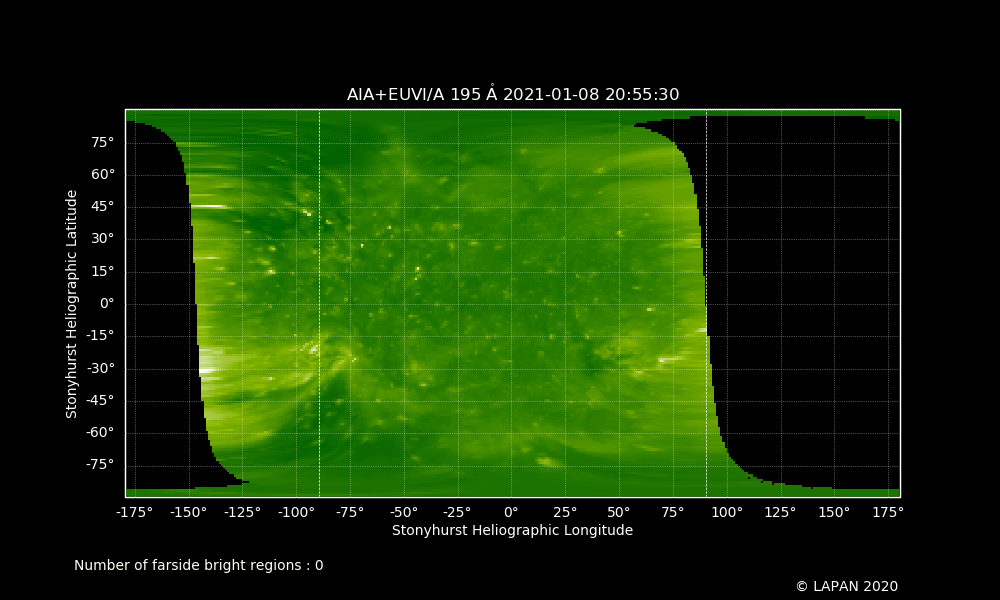 AIA+EUVI/A 195 Å 2021-01-08 20:55:30
75°
60°
45°
30°
15°
0°
-15°
-30°
-45°
-60°
-75°
Stonyhurst Heliographic Latitude
-175° -150° -125° -100° -75° -50° -25° 0° 25° 50° 75° 100° 125° 150° 175°
Stonyhurst Heliographic Longitude
Number of farside bright regions : 0
© LAPAN 2020